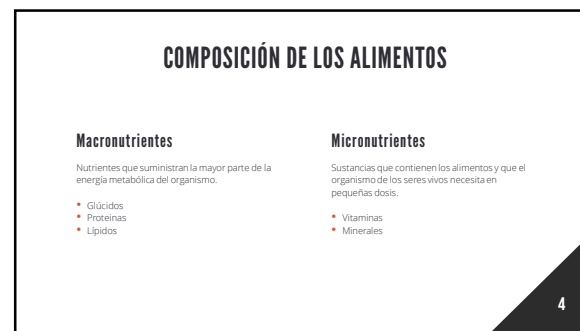 COMPOSICIÓN DE LOS ALIMENTOS
Macronutrientes
Nutrientes que suministran la mayor parte de la
energía metabólica del organismo.
• Glúcidos
• Proteinas
• Lípidos
Micronutrientes
Sustancias que contienen los alimentos y que el
organismo de los seres vivos necesita en
pequeñas dosis.
• Vitaminas
• Minerales
4